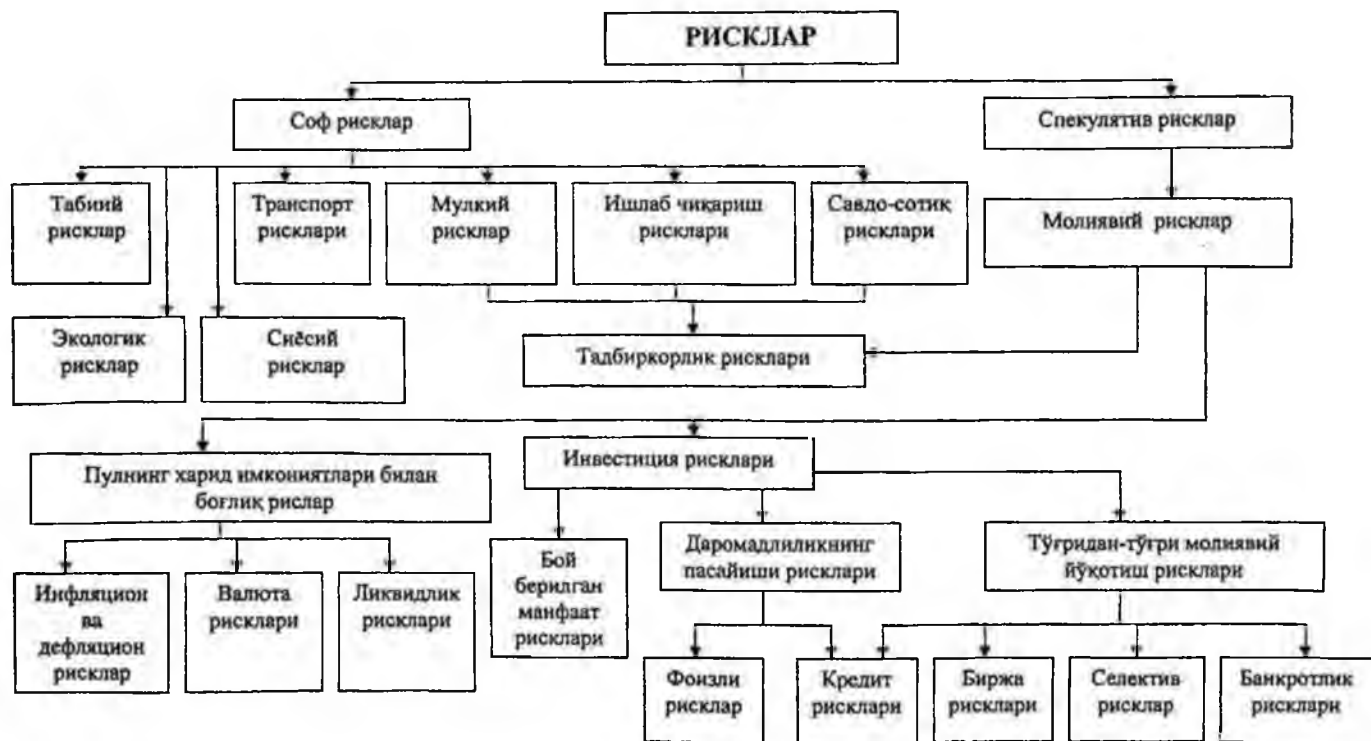 РИСКЛАР
Соф рисклар
Спекулятив рисклар
Табиий
рисклар
Транспорт
рисклари
Мулкий
рисклар
Ишлаб чиқариш
рисклари
Савдо-сотиқ
рисклари
Молиявий рисклар
Экологик
рисклар
Сиёсий
рисклар
Тадбиркорлик рисклари
Пулнинг харид имкониятлари билан
боғлиқ рислар
Инвестиция рисклари
Инфляцион
ва
дефляцион
рисклар
Валюта
рисклари
Ликвидлик
рисклари
Бой
берилган
манфаат
рисклари
Даромадлиликнинг
пасайиши рисклари
Тўғридан-тўғри молиявий
йўқотиш рисклари
Фоизли
рисклар
Кредит
рисклари
Биржа
рисклари
Селектив
рисклар
Банкротлик
рисклари